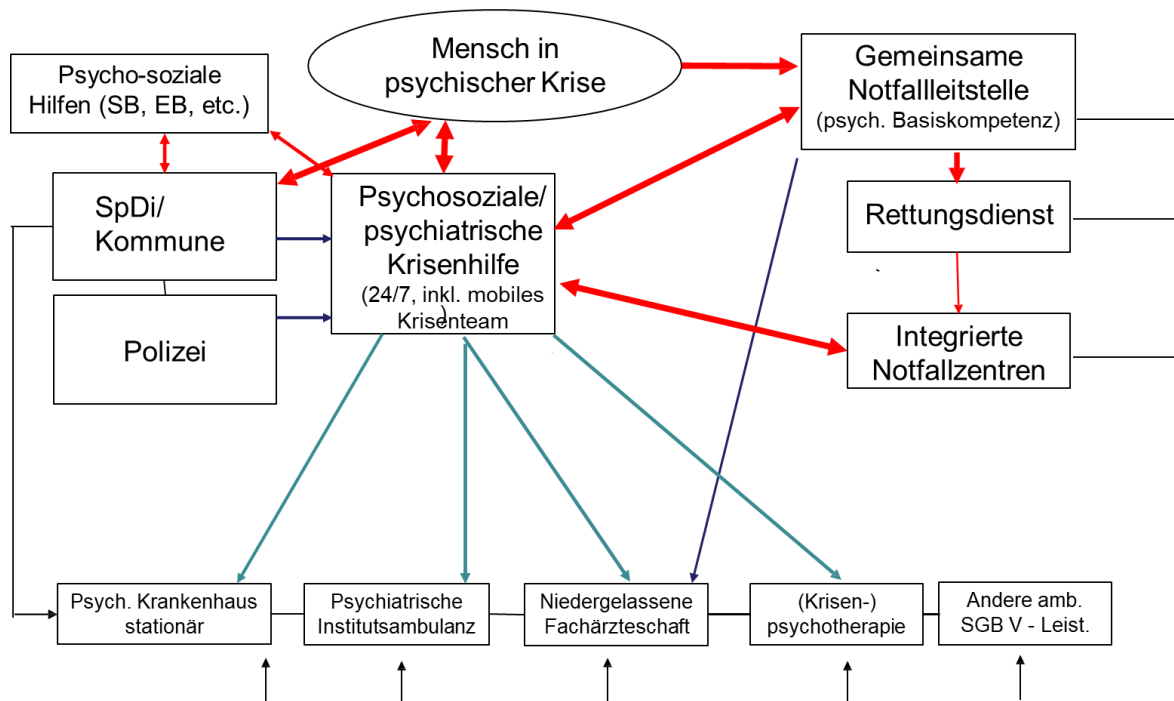 Mensch in
psychischer Krise
Psycho-soziale
Hilfen (SB, EB, etc.)
Gemeinsame
Notfallleitstelle
(psych. Basiskompetenz)
SpDi/
Kommune
Psychosoziale/
psychiatrische
Krisenhilfe
(24/7, inkl. mobiles
Krisenteam
)
Rettungsdienst
Polizei
Integrierte
Notfallzentren
Psych. Krankenhaus
stationär
Psychiatrische
Institutsambulanz
Niedergelassene
Fachärzteschaft
(Krisen-)
psychotherapie
Andere amb.
SGB V - Leist.